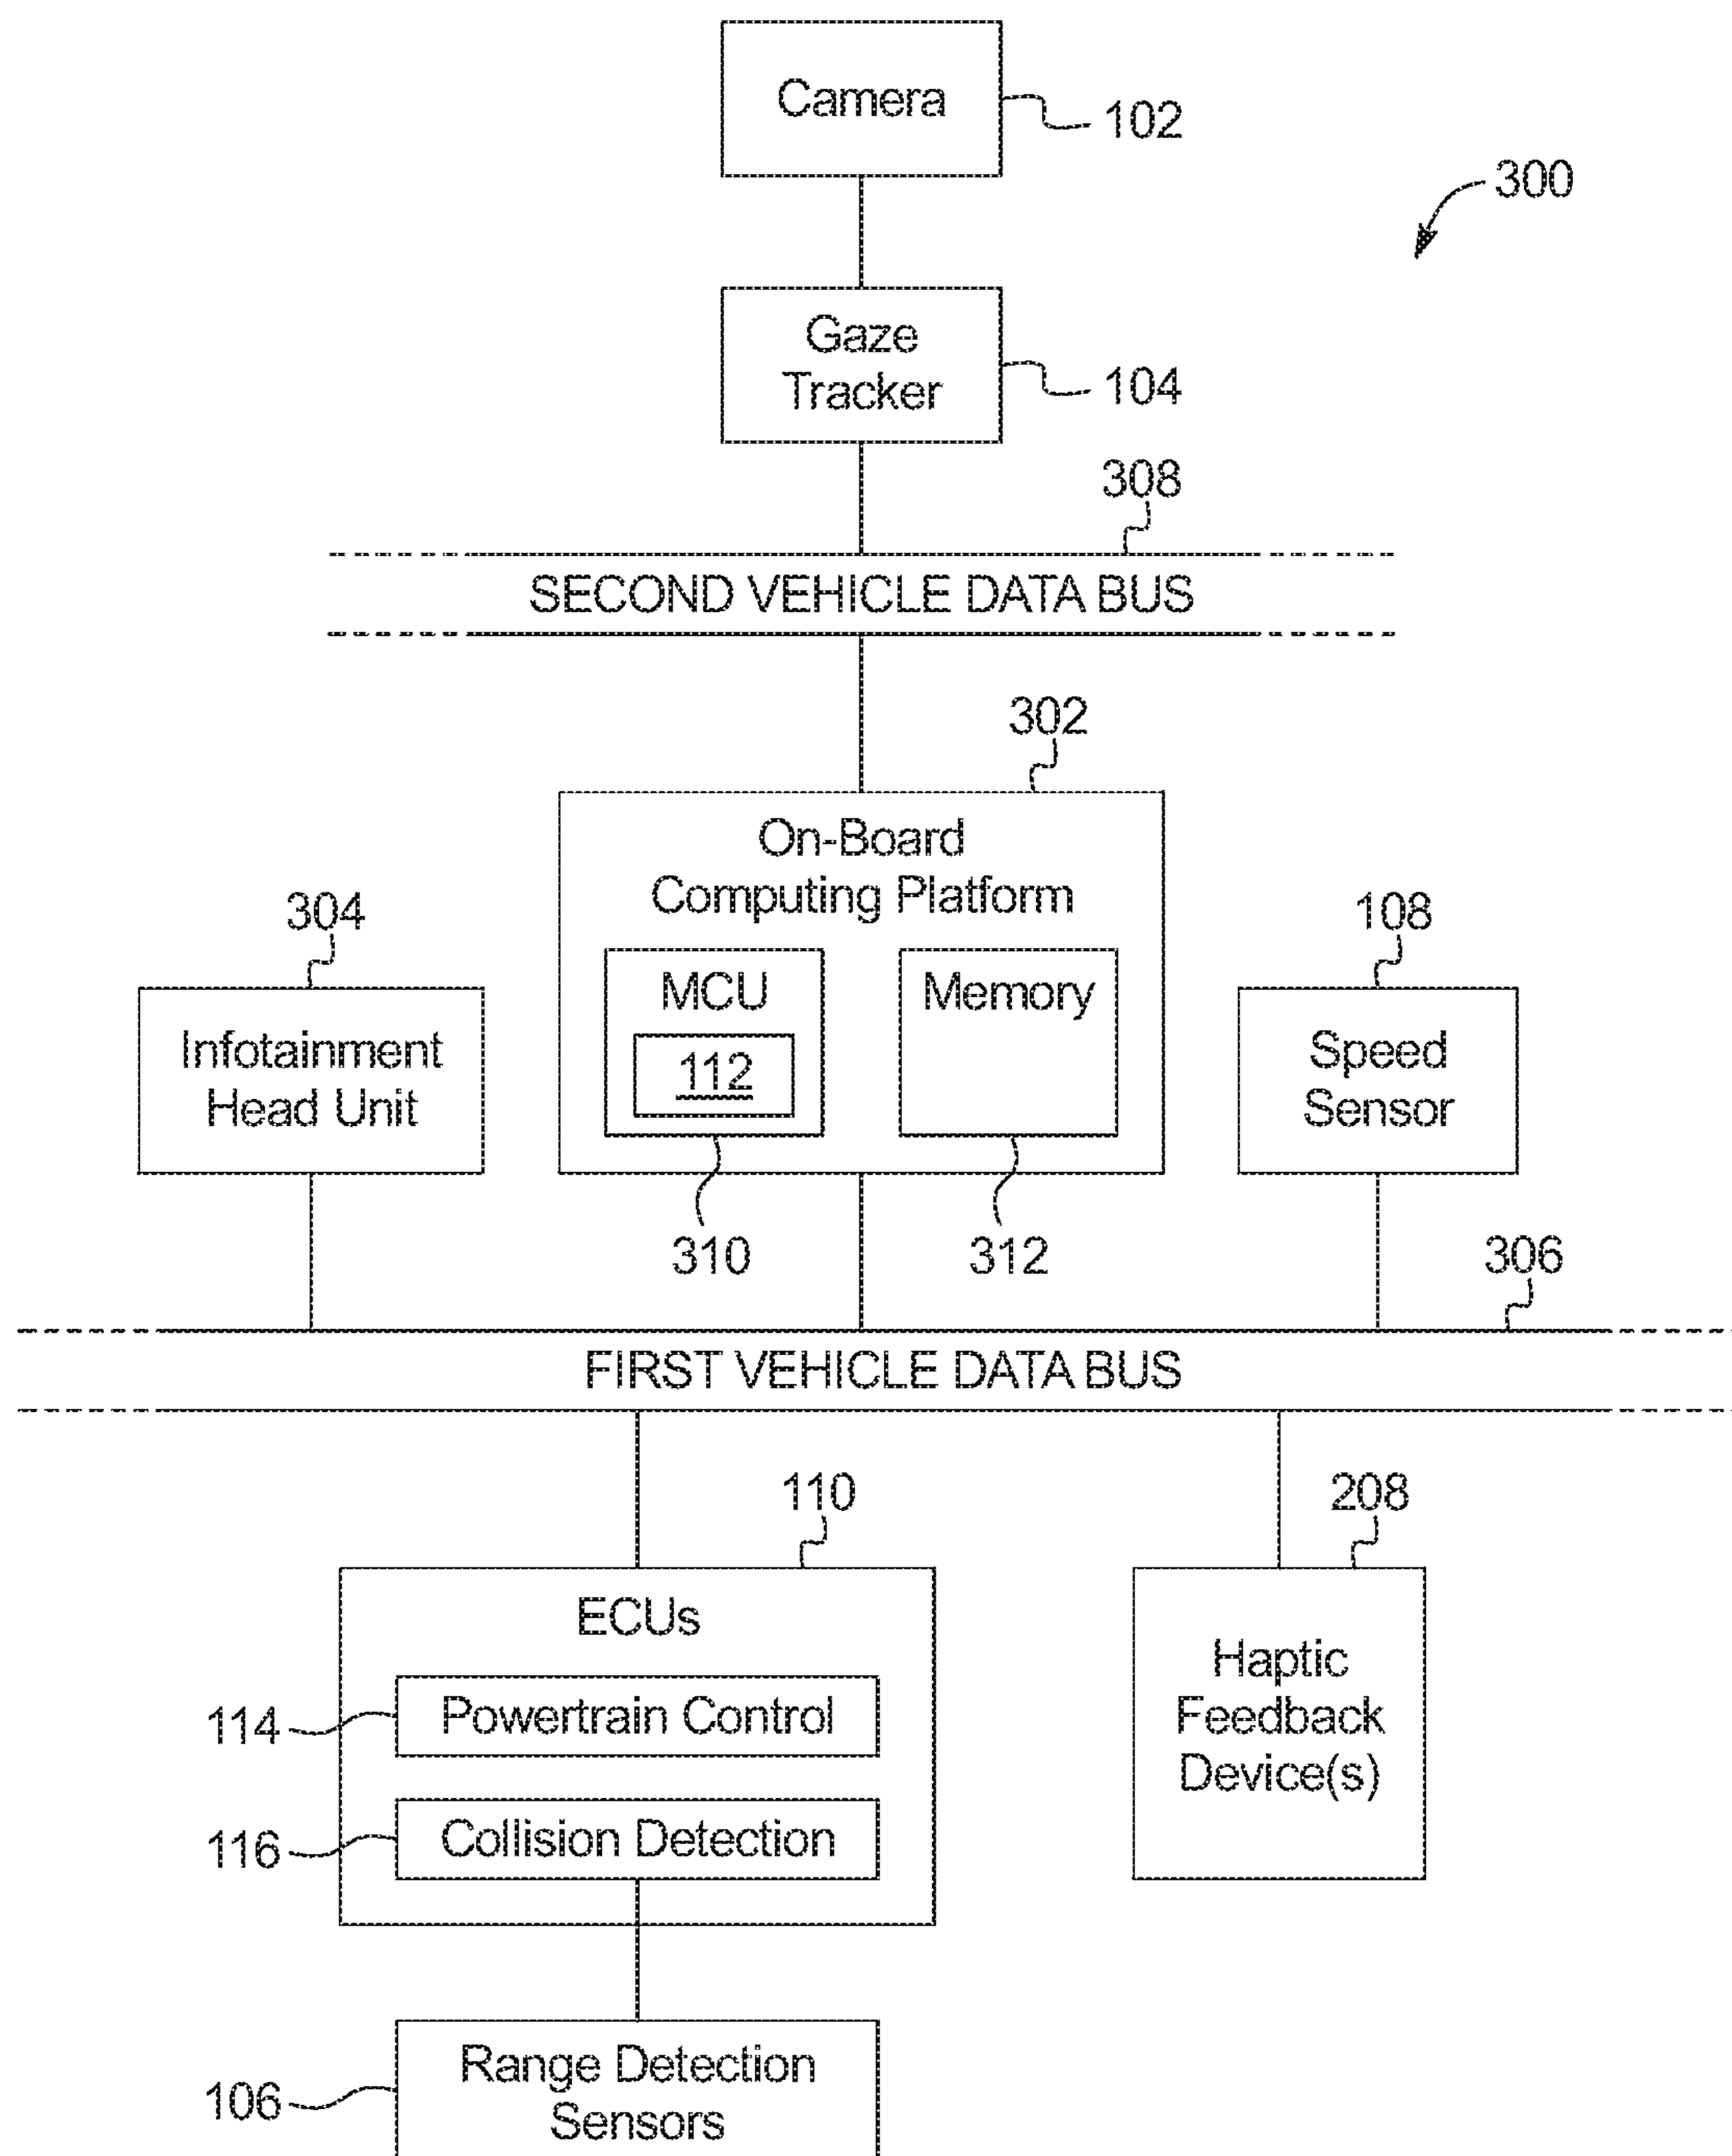 Camera
102
300
Gaze
Tracker
104
308
SECOND VEHICLE DATA BUS
302
On-Board
Computing Platform
304
108
MCU
Memory
Infotainment
Head Unit
112
Speed
Sensor
310
312
306
FIRST VEHICLE DATA BUS
110
208
ECUs
Haptic
Feedback
Device(s)
114
Powertrain Control
116
Collision Detection
106
Range Detection
Sensors